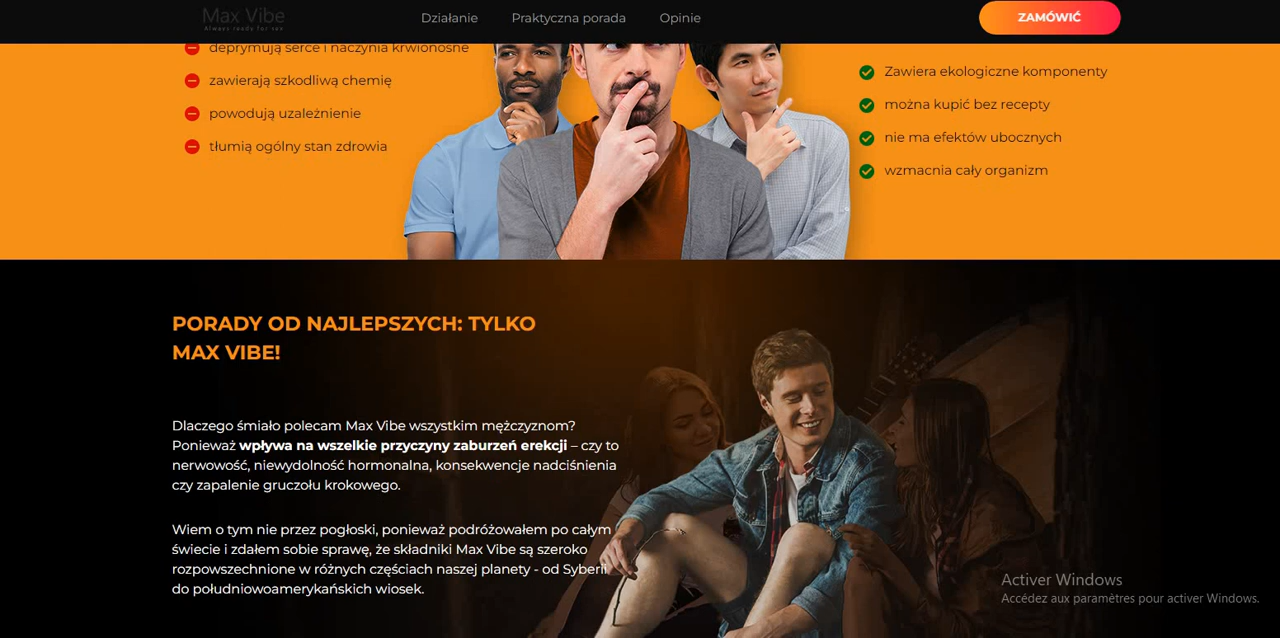 Max Vibe
Always ready for sex
Działanie
Praktyczna porada
Opinie
ZAMÓWIĆ
deprymują serce i naczynia krwionośne
zawierają szkodliwą chemię
powodują uzależnienie
tłumią ogólny stan zdrowia
Zawiera ekologiczne komponenty
można kupić bez recepty
nie ma efektów ubocznych
wzmacnia cały organizm
PORADY OD NAJLEPSZYCH: TYLKO
MAX VIBE!
Dlaczego śmiało polecam Max Vibe wszystkim mężczyznom?
Ponieważ wpływa na wszelkie przyczyny zaburzeń erekcji – czy to
nerwowość, niewydolność hormonalna, konsekwencje nadciśnienia
czy zapalenie gruczołu krokowego.
Wiem o tym nie przez pogłoski, ponieważ podróżowałem po całym
świecie i zdałem sobie sprawę, że składniki Max Vibe są szeroko
rozpowszechnione w różnych częściach naszej planety - od Syberii
do południowoamerykańskich wiosek.
Activer Windows
Accédez aux paramètres pour activer Windows.